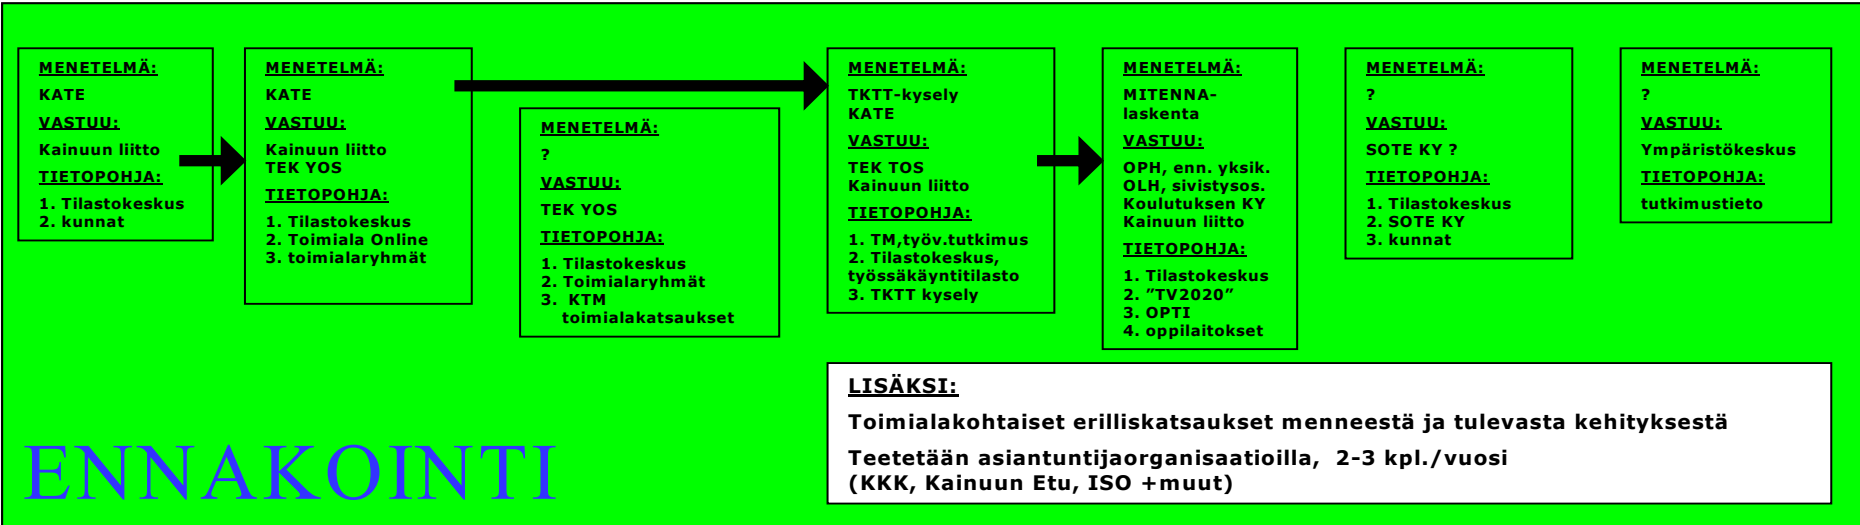 MENETELMÄ:
KATE
VASTUU:
Kainuun liitto
TIETOPOHJA:
1. Tilastokeskus
2. kunnat
MENETELMÄ:
KATE
VASTUU:
Kainuun liitto
TEK YOS
TIETOPOHJA:
1. Tilastokeskus
2. Toimiala Online
3. toimialaryhmät
MENETELMÄ:
?
VASTUU:
TEK YOS
TIETOPOHJA:
1. Tilastokeskus
2. Toimialaryhmät
3. KTM
toimialakatsaukset
MENETELMÄ:
TKTT-kysely
KATE
VASTUU:
TEK TOS
Kainuun liitto
TIETOPOHJA:
1. TM,työv.tutkimus
2. Tilastokeskus,
työssäkäyntitilasto
3. TKTT kysely
MENETELMÄ:
MITENNA-
laskenta
VASTUU:
OPH, enn. yksik.
OLH, sivistysos.
Koulutuksen KY
Kainuun liitto
TIETOPOHJA:
1. Tilastokeskus
2. ”TV2020”
3. OPTI
4. oppilaitokset
MENETELMÄ:
?
VASTUU:
SOTE KY ?
TIETOPOHJA:
1. Tilastokeskus
2. SOTE KY
3. kunnat
MENETELMÄ:
?
VASTUU:
Ympäristökeskus
TIETOPOHJA:
tutkimustieto
LISÄKSI:
Toimialakohtaiset erilliskatsaukset menneestä ja tulevasta kehityksestä
Teetetään asiantuntijaorganisaatioilla, 2-3 kpl./vuosi
(KKK, Kainuun Etu, ISO +muut)
ENNAKOINTI